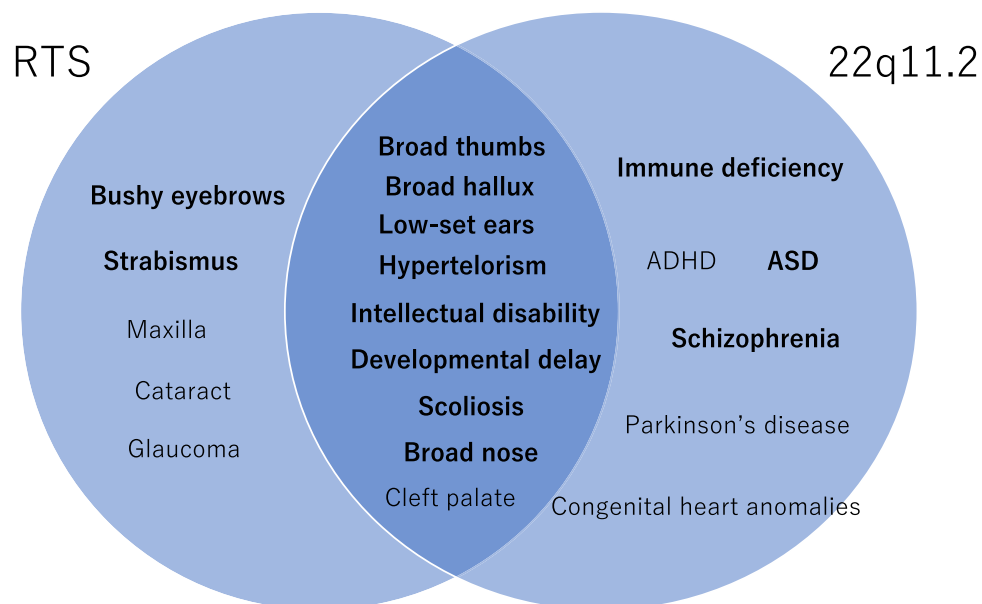 RTS
22q11.2
Bushy eyebrows
Strabismus
Maxilla
Cataract
Glaucoma
Broad thumbs
Broad hallux
Low-set ears
Hypertelorism
Intellectual disability
Developmental delay
Scoliosis
Broad nose
Cleft palate
Immune deficiency
ADHD ASD
Schizophrenia
Parkinson’s disease
Congenital heart anomalies